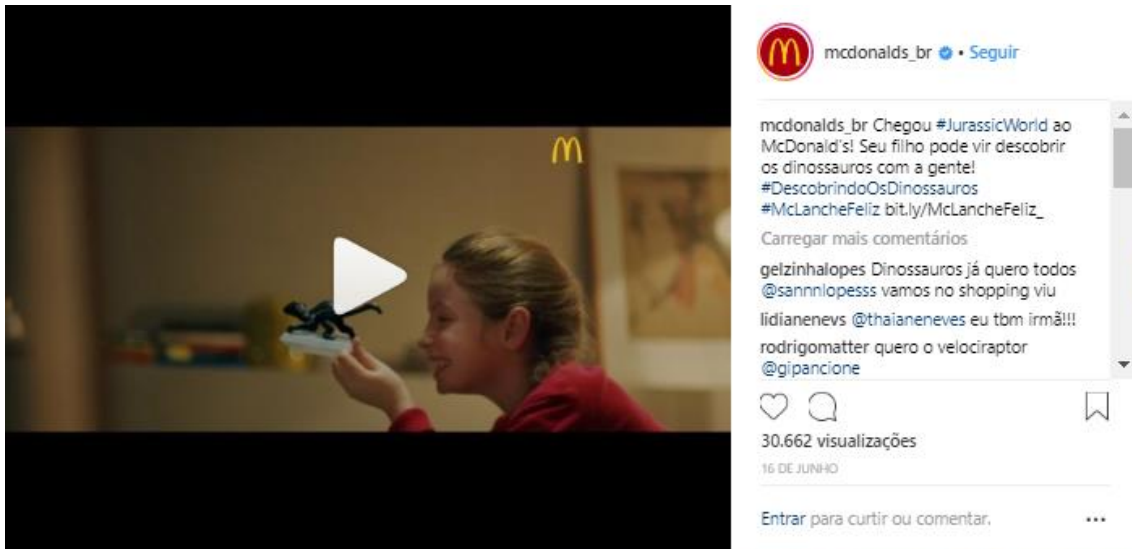 mcdonalds_br • Seguir
mcdonalds_br Chegou #JurassicWorld ao
McDonald's! Seu filho pode vir descobrir
os dinossauros com a gente!
#DescobrindoOsDinossauros
#McLancheFeliz bit.ly/McLancheFeliz_
Carregar mais comentários
gelzinhalopes Dinossauros já quero todos
@sannnlopesss vamos no shopping viu
lidianenevs @thaianeneves eu tbm irmã!!!
rodrigomatter quero o velociraptor
@gipancione
30.662 visualizações
16 DE JUNHO
Entrar para curtir ou comentar.